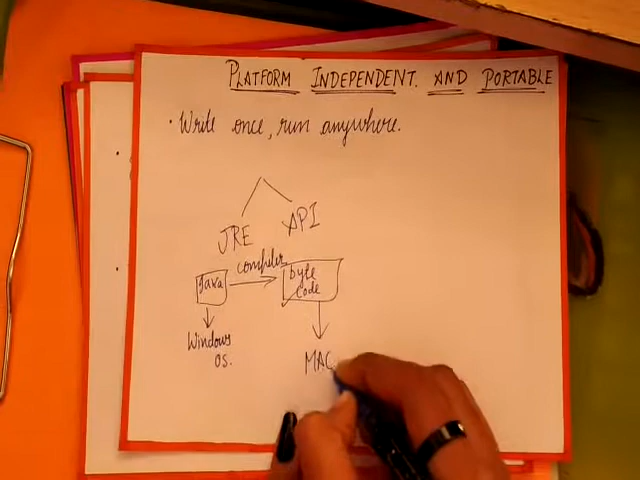 PLATFORM INDEPENDENT. AND PORTABLE
• Write once, run anywhere.
JRE API
compiler
Java byte
Code
Windows
OS.
MAC